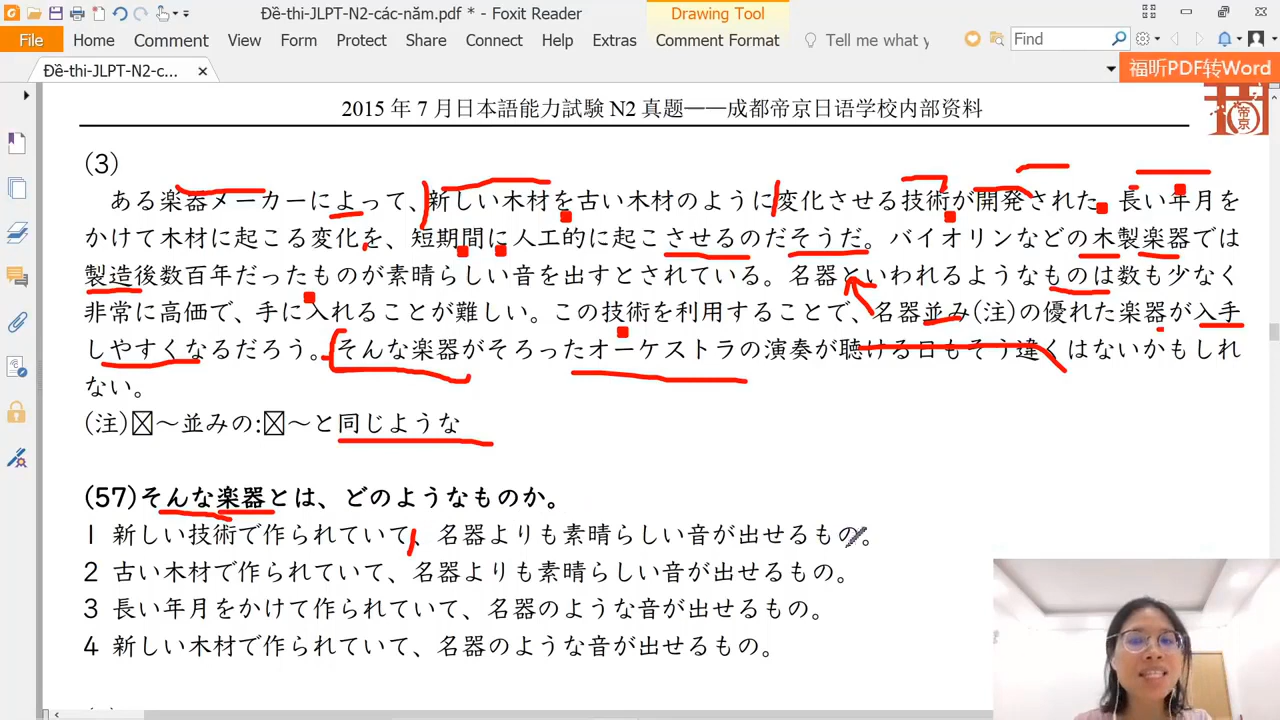 Đề-thi-JLPT-N2-các-năm.pdf * - Foxit Reader
Drawing Tool
File Home Comment View Form Protect Share Connect Help Extras Comment Format Tell me what y Find
Đề-thi-JLPT-N2-c...
福昕PDF转Word
2015 年 7 月日本語能力試験 N2 真题——成都帝京日语学校内部资料
帝京
(3)
ある楽器メーカーによって、新しい木材を古い木材のように変化させる技術が開発された。長い年月を
かけて木材に起こる変化を、短期間に人工的に起こさせるのだそうだ。バイオリンなどの木製楽器では
製造後数百年だったものが素晴らしい音を出すとされている。名器といわれるようなものは数も少なく
非常に高価で、手に入れることが難しい。この技術を利用することで、名器並み(注)の優れた楽器が入手
しやすくなるだろう。そんな楽器がそろったオーケストラの演奏が聴ける日もそう遠くはないかもしれ
ない。
(注)☒～並みの:☒～と同じような
(57)そんな楽器とは、どのようなものか。
1 新しい技術で作られていて、名器よりも素晴らしい音が出せるもの。
2 古い木材で作られていて、名器よりも素晴らしい音が出せるもの。
3 長い年月をかけて作られていて、名器のような音が出せるもの。
4 新しい木材で作られていて、名器のような音が出せるもの。